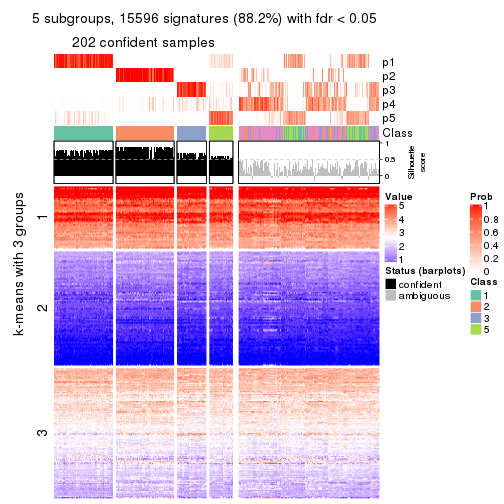 5 subgroups, 15596 signatures (88.2%) with fdr < 0.05
202 confident samples
p1
p2
p3
p4
p5
Class
1
0.5
0
Silhouette
score
k-means with 3 groups
1
2
3
Value
5
4
3
2
1
Status (barplots)
confident
ambiguous
Prob
1
0.8
0.6
0.4
0.2
0
Class
1
2
3
5